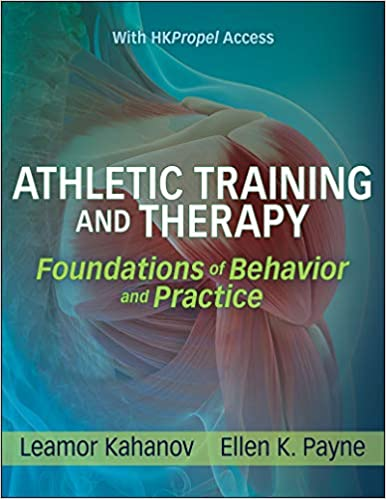 With HKPropel Access
ATHLETIC TRAINING
AND THERAPY
Foundations of Behavior
and Practice
Leamor Kahanov Ellen K. Payne